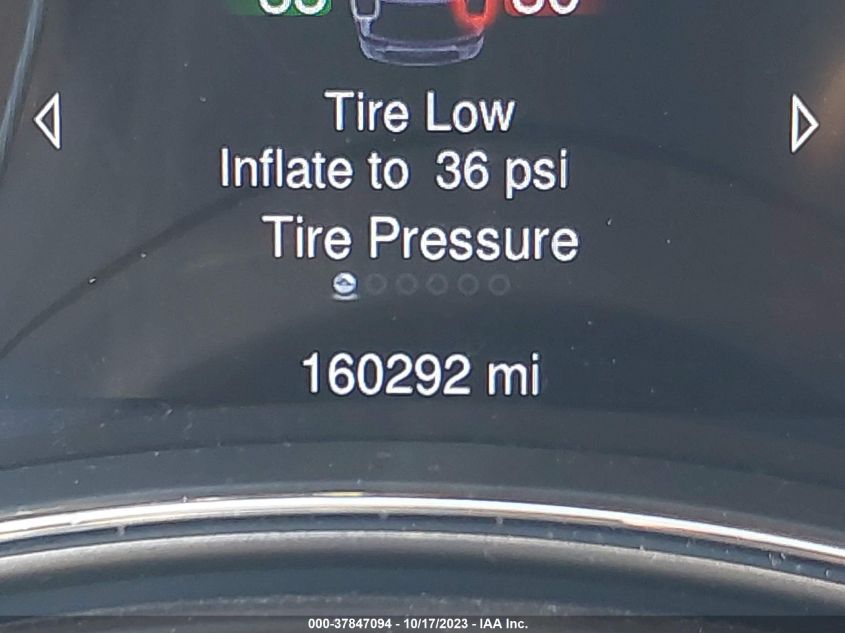 Tire Low
Inflate to 36 psi
Tire Pressure
160292 mi
000-37847094 - 10/17/2023 - IAA Inc.